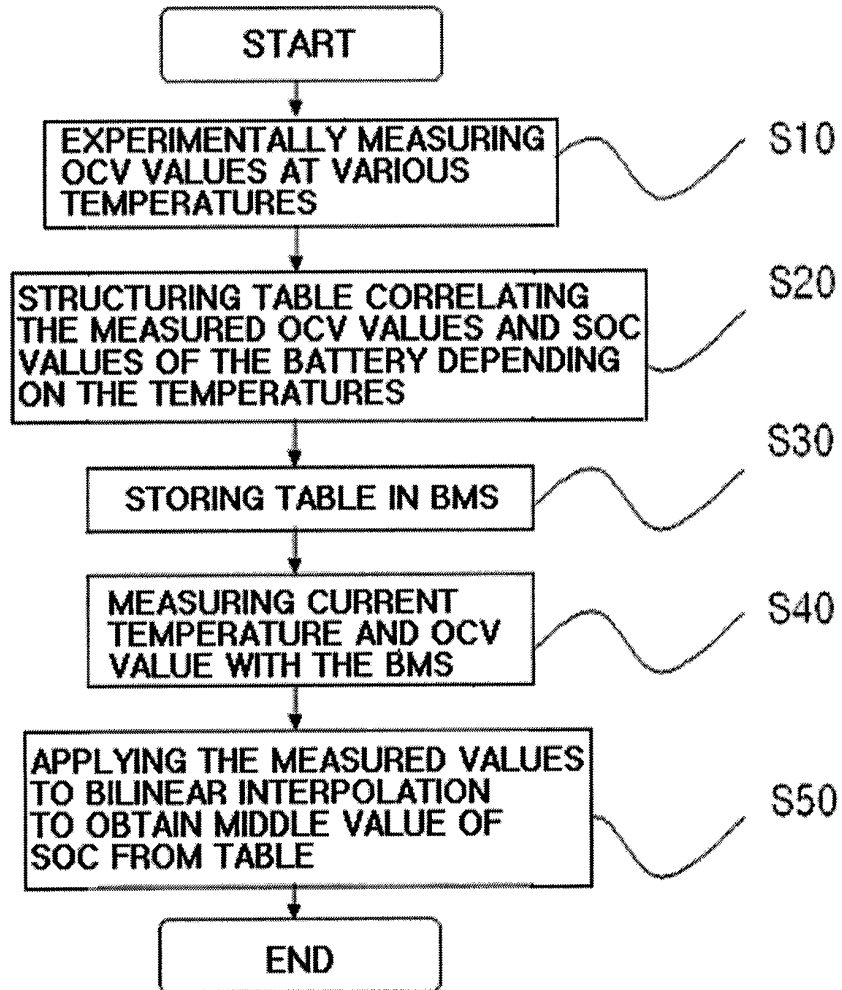 START
EXPERIMENTALLY MEASURING
OCV VALUES AT VARIOUS
TEMPERATURES
S10
STRUCTURING TABLE CORRELATING
THE MEASURED OCV VALUES AND SOC
VALUES OF THE BATTERY DEPENDING
ON THE TEMPERATURES
S20
STORING TABLE IN BMS
S30
MEASURING CURRENT
TEMPERATURE AND OCV
VALUE WITH THE BMS
S40
APPLYING THE MEASURED VALUES
TO BILINEAR INTERPOLATION
TO OBTAIN MIDDLE VALUE OF
SOC FROM TABLE
S50
END